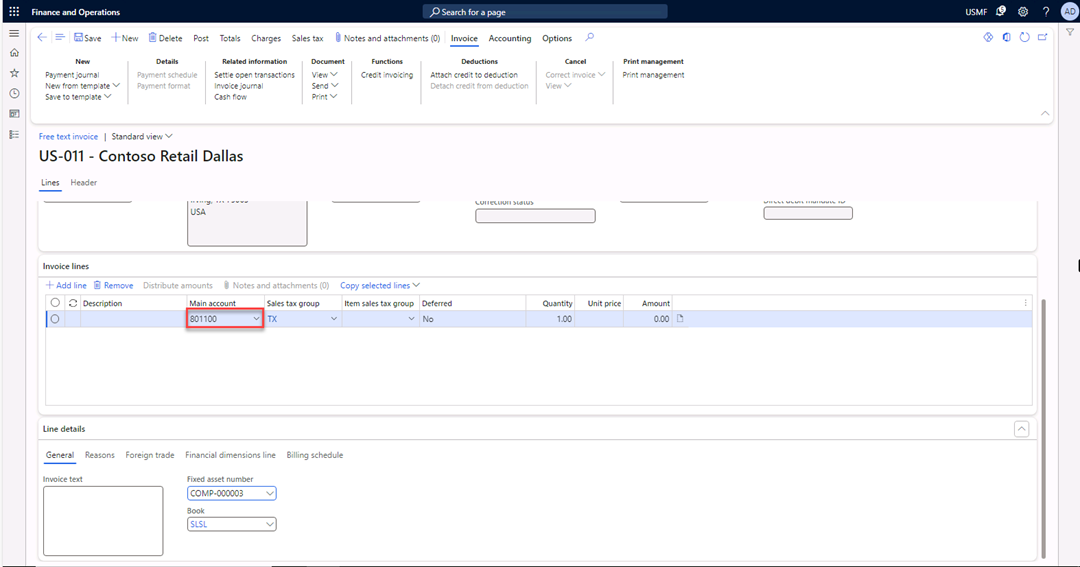 Finance and Operations
Search for a page
USMF
AD
Save
New
Delete
Post
Totals
Charges
Sales tax
Notes and attachments (0)
Invoice
Accounting
Options
New
Payment journal
New from template
Save to template
Details
Payment schedule
Payment format
Related information
Settle open transactions
Invoice journal
Cash flow
Document
View
Send
Print
Functions
Credit invoicing
Deductions
Attach credit to deduction
Detach credit from deduction
Cancel
Correct invoice
View
Print management
Print management
Free text invoice | Standard view
US-011 - Contoso Retail Dallas
Lines
Header
USA
Correction status
Direct debit mandate ID
Invoice lines
Add line
Remove
Distribute amounts
Notes and attachments (0)
Copy selected lines
Description
Main account
Sales tax group
Item sales tax group
Deferred
Quantity
Unit price
Amount
801100
TX
No
1.00
0.00
Line details
General
Reasons
Foreign trade
Financial dimensions line
Billing schedule
Invoice text
Fixed asset number
COMP-000003
Book
SLSL